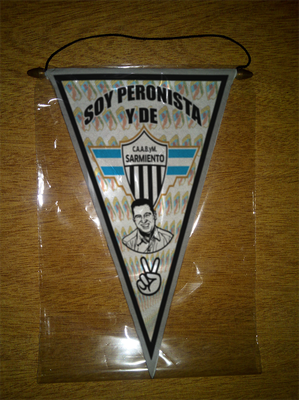 SOY PERONISTA
Y DE
SARMIENTO